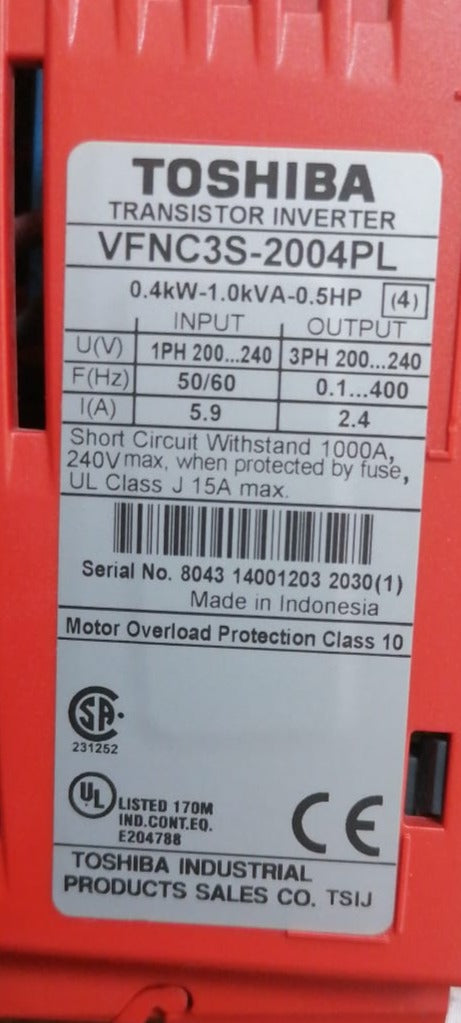 TOSHIBA
TRANSISTOR INVERTER
VFNC3S-2004PL
0.4kW-1.0kVA-0.5HP (4)
INPUT OUTPUT
U(V) 1PH 200...240 3PH 200...240
F(Hz) 50/60 0.1...400
I(A) 5.9 2.4
Short Circuit Withstand 1000A,
240V max, when protected by fuse,
UL Class J 15A max.
Serial No. 8043 14001203 2030(1)
Made in Indonesia
Motor Overload Protection Class 10
SA
231252
UL LISTED 170M
IND.CONT.EQ.
E204788
CE
TOSHIBA INDUSTRIAL
PRODUCTS SALES CO. TSIJ